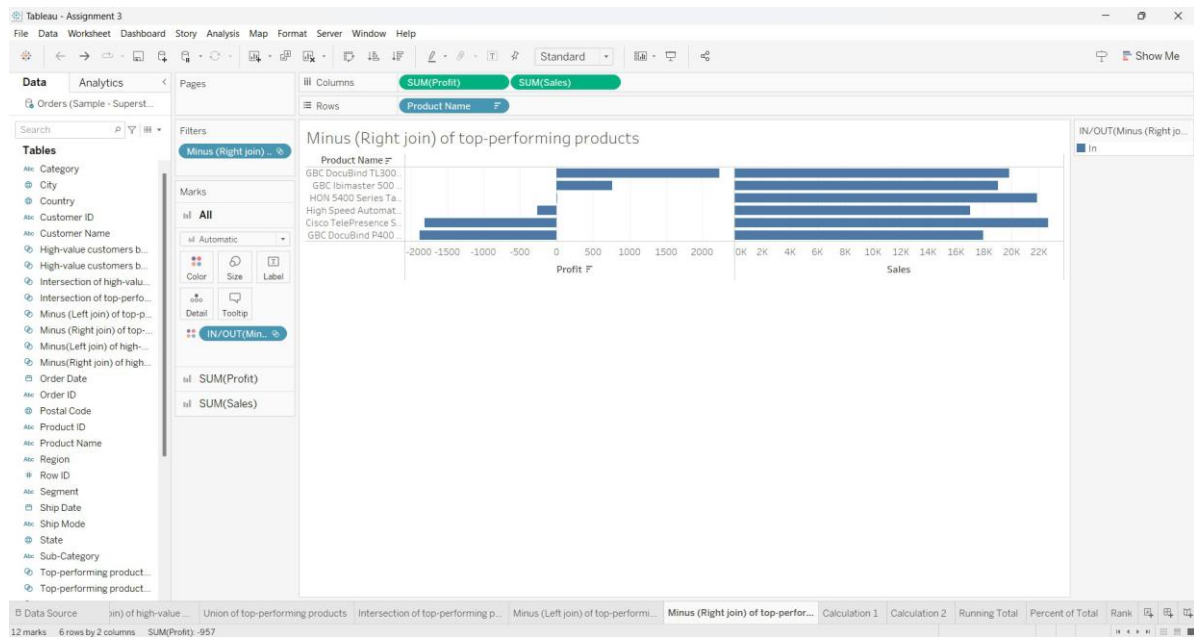 Tableau - Assignment 3
File Data Worksheet Dashboard Story Analysis Map Format Server Window Help
Standard
Show Me
Data Analytics
Orders (Sample - Superst...
Search
Tables
Abc Category
City
Country
Abc Customer ID
Abc Customer Name
High-value customers b...
High-value customers b...
Intersection of high-valu...
Intersection of top-perfo...
Minus (Left join) of top-p...
Minus (Right join) of top-...
Minus(Left join) of high-...
Minus(Right join) of high...
Order Date
Abc Order ID
Postal Code
Abc Product ID
Abc Product Name
Abc Region
# Row ID
Abc Segment
Ship Date
Abc Ship Mode
State
Abc Sub-Category
Top-performing product...
Top-performing product...
Pages
Filters
Minus (Right join) ..
Marks
All
Automatic
Color Size Label
Detail Tooltip
IN/OUT(Min..
SUM(Profit)
SUM(Sales)
Columns SUM(Profit) SUM(Sales)
Rows Product Name
Minus (Right join) of top-performing products
Product Name
GBC DocuBind TL300..
GBC Ibimaster 500 ..
HON 5400 Series Ta..
High Speed Automat..
Cisco TelePresence S..
GBC DocuBind P400 ..
-2000 -1500 -1000 -500 0 500 1000 1500 2000
Profit
0K 2K 4K 6K 8K 10K 12K 14K 16K 18K 20K 22K
Sales
IN/OUT(Minus (Right jo...
In
Data Source
of high-value ...
Union of top-performing products
Intersection of top-performing p...
Minus (Left join) of top-performi...
Minus (Right join) of top-perfor...
Calculation 1
Calculation 2
Running Total
Percent of Total
Rank
12 marks 6 rows by 2 columns SUM(Profit): -957